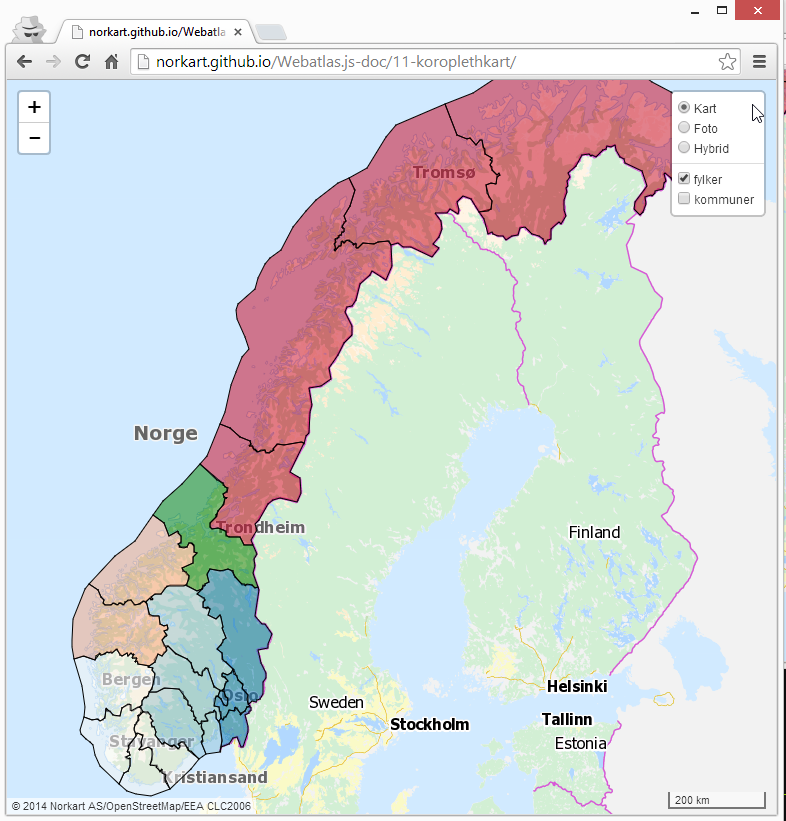 norkart.github.io/Webatla
norkart.github.io/Webatlas.js-doc/11-koroplethkart/
+
−
Kart
Foto
Hybrid
fylker
kommuner
Tromsø
Norge
Trondheim
Finland
Bergen
Oslo
Helsinki
Sweden
Stockholm
Tallinn
Stavanger
Estonia
Kristiansand
200 km
© 2014 Norkart AS/OpenStreetMap/EEA CLC2006